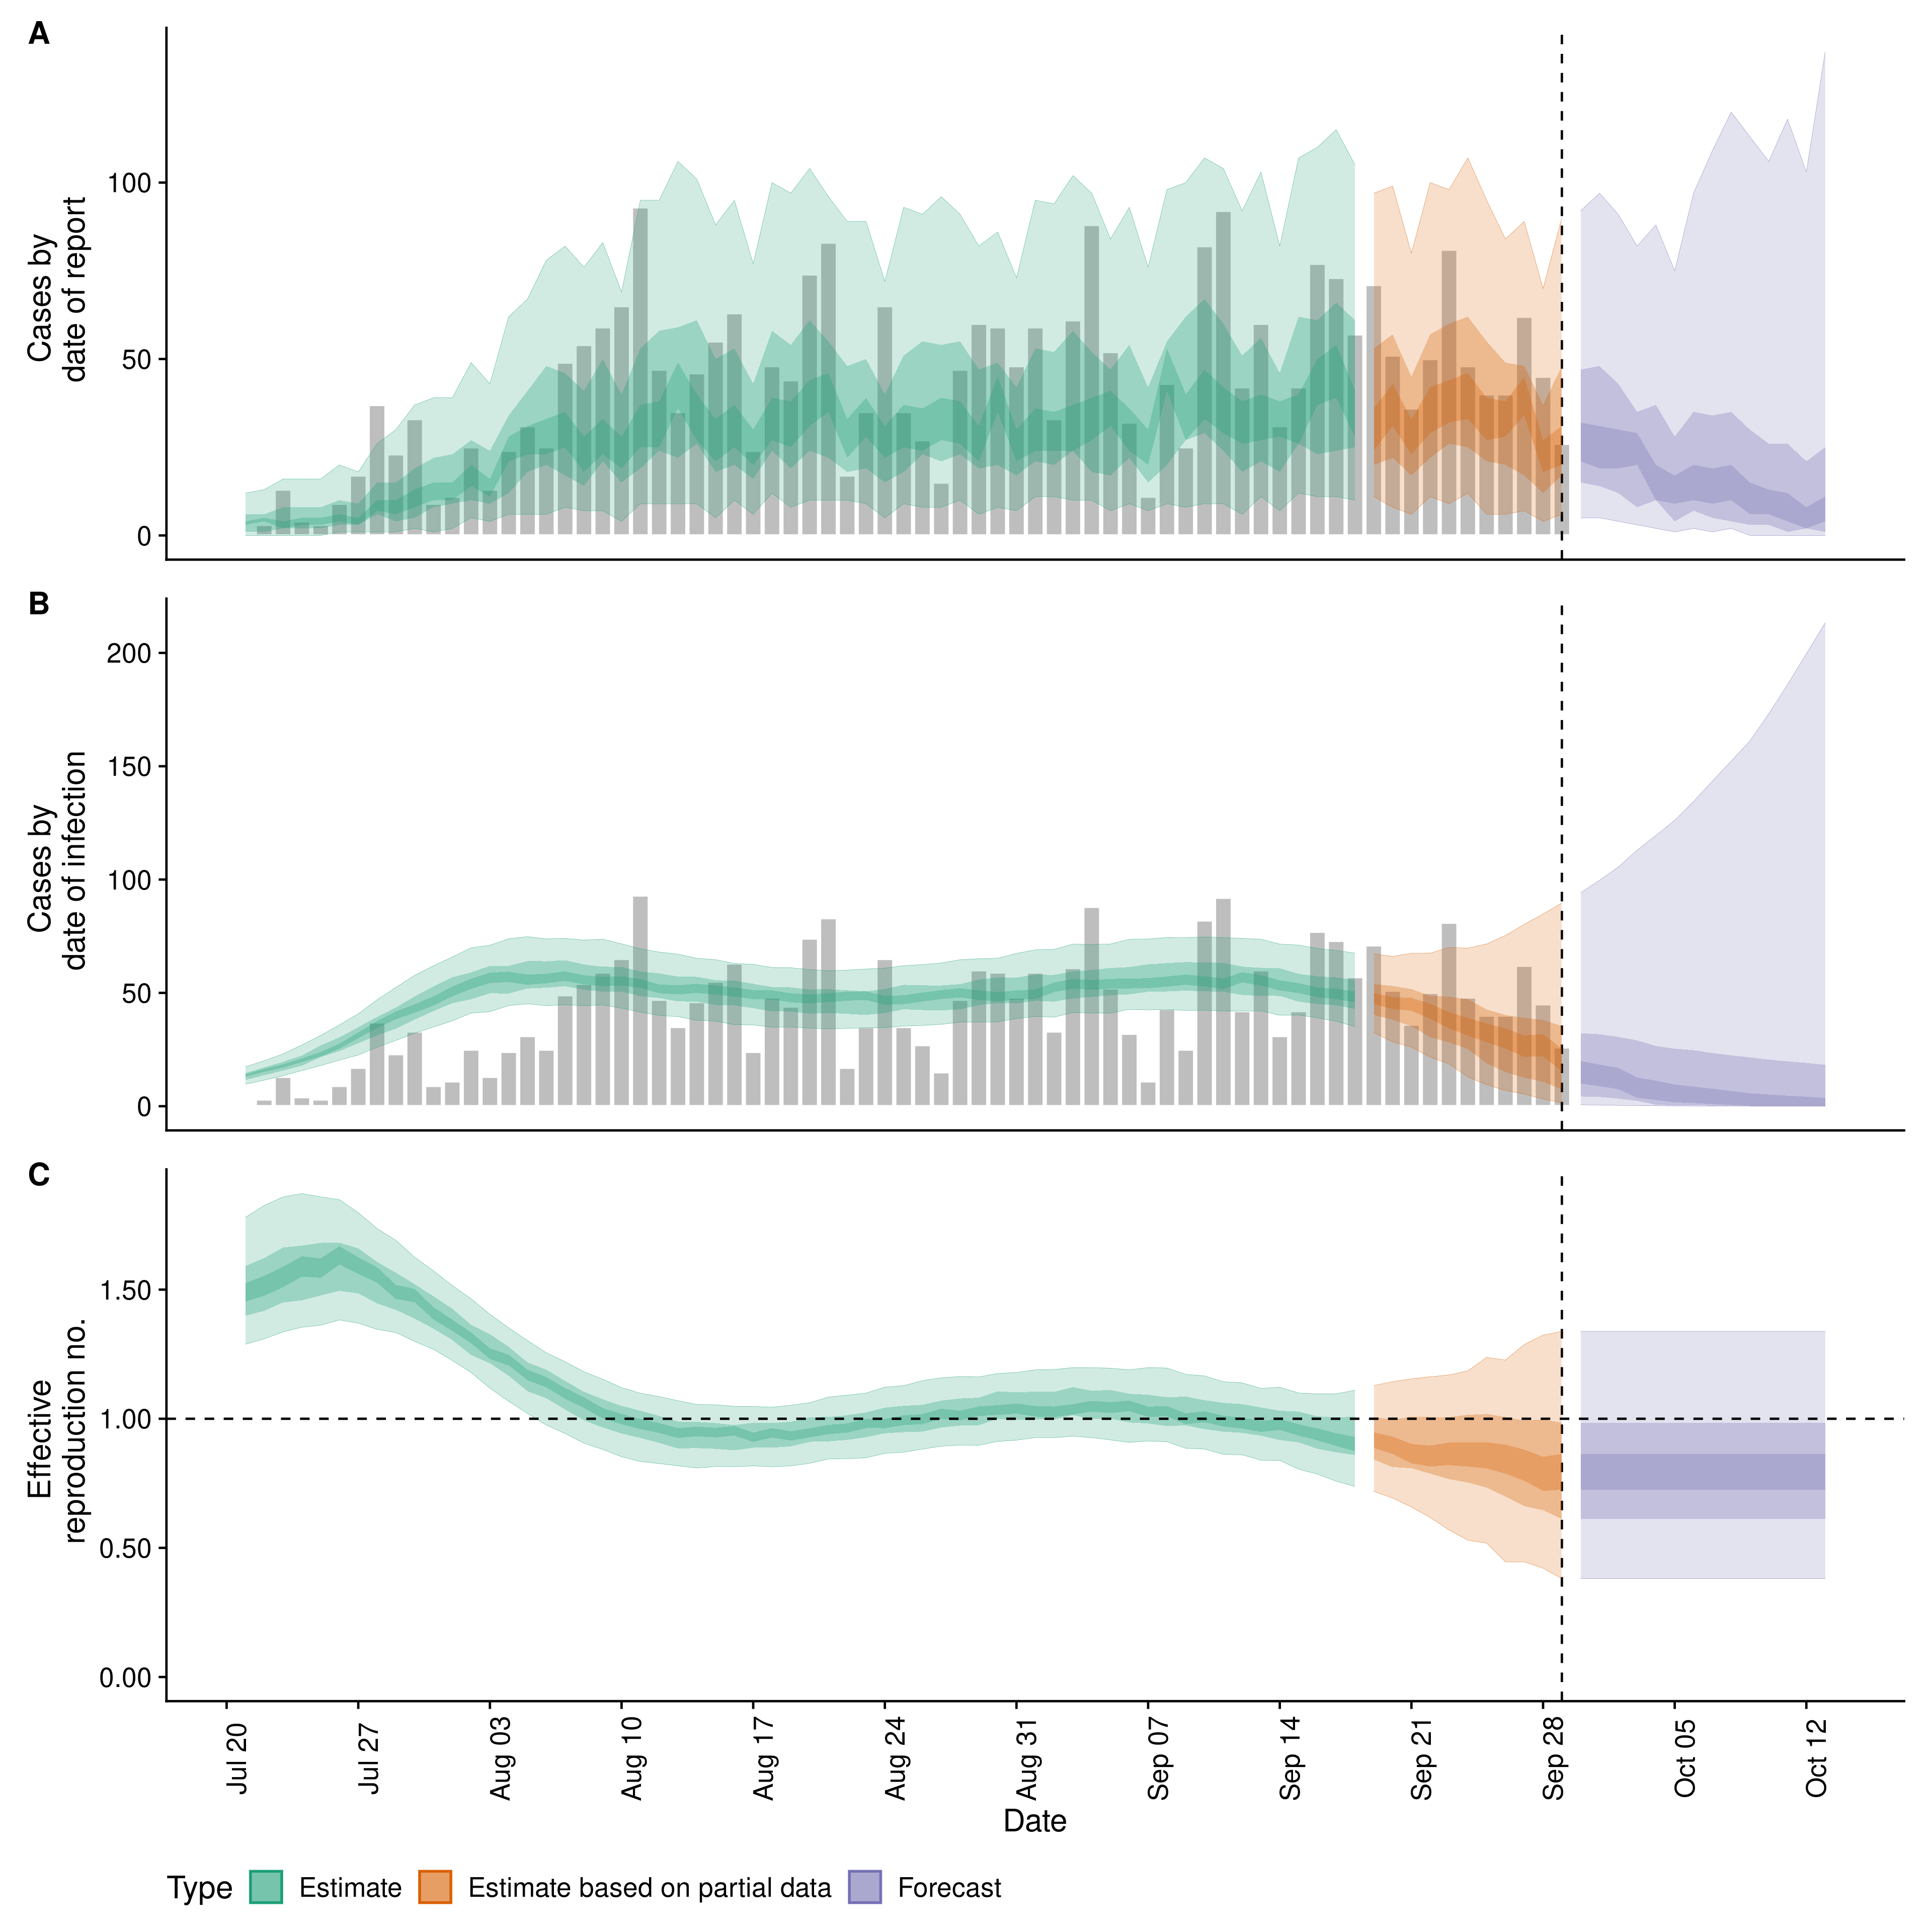 A
Cases by
date of report
100
50
0
B
Cases by
date of infection
200
150
100
50
0
C
Effective
reproduction no.
1.50
1.00
0.50
0.00
Jul 20
Jul 27
Aug 03
Aug 10
Aug 17
Aug 24
Aug 31
Sep 07
Sep 14
Sep 21
Sep 28
Oct 05
Oct 12
Date
Type Estimate Estimate based on partial data Forecast